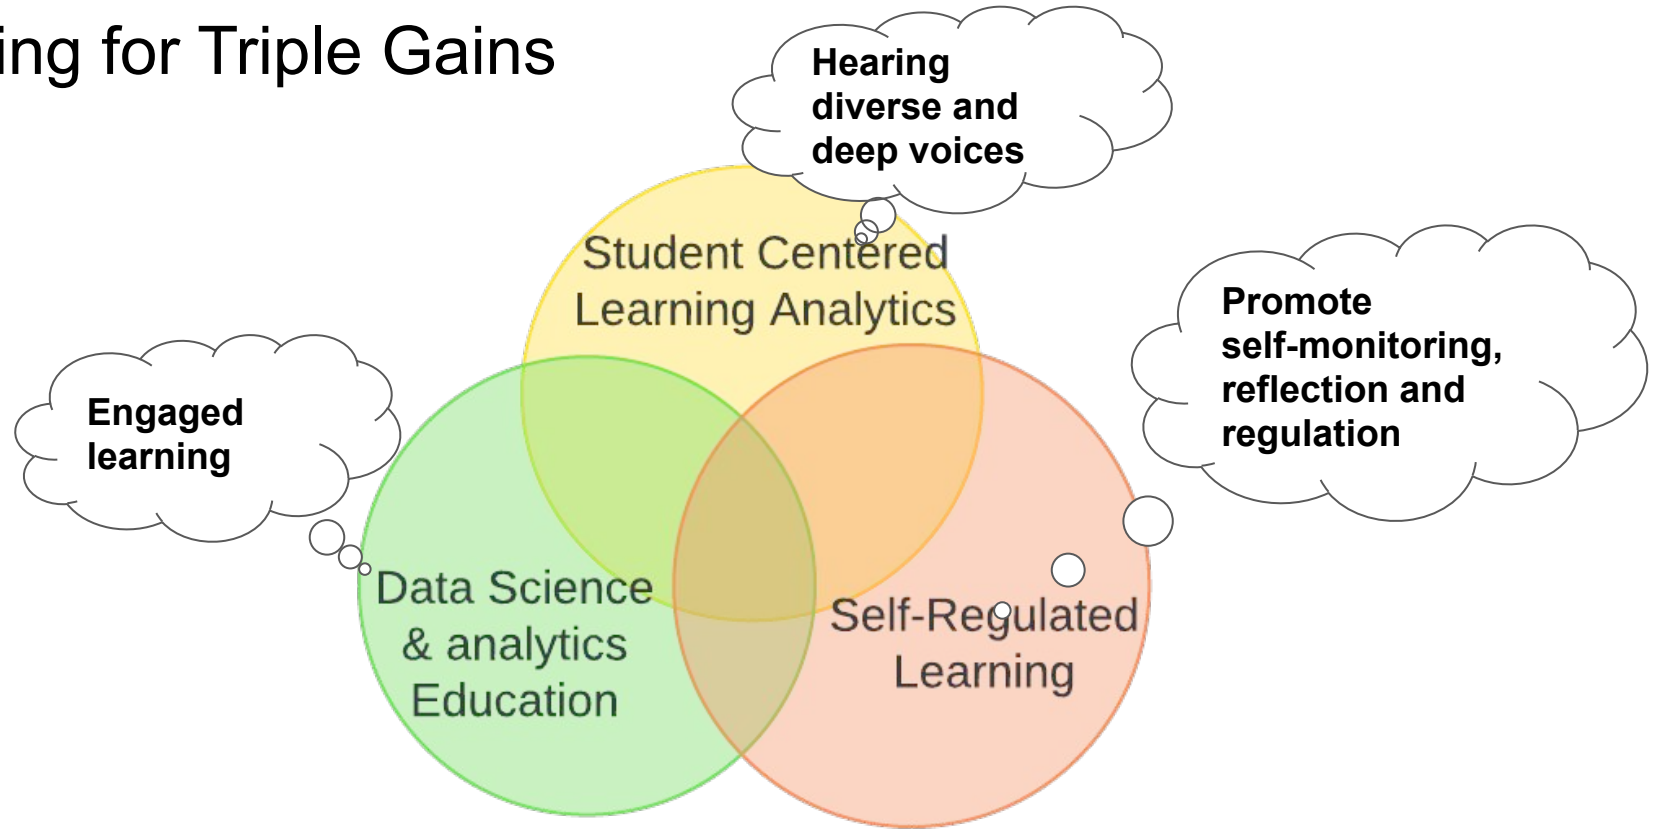 ing for Triple Gains
Hearing
diverse and
deep voices
Student Centered
Learning Analytics
Promote
self-monitoring,
reflection and
regulation
Engaged
learning
Data Science
& analytics
Education
Self-Regulated
Learning